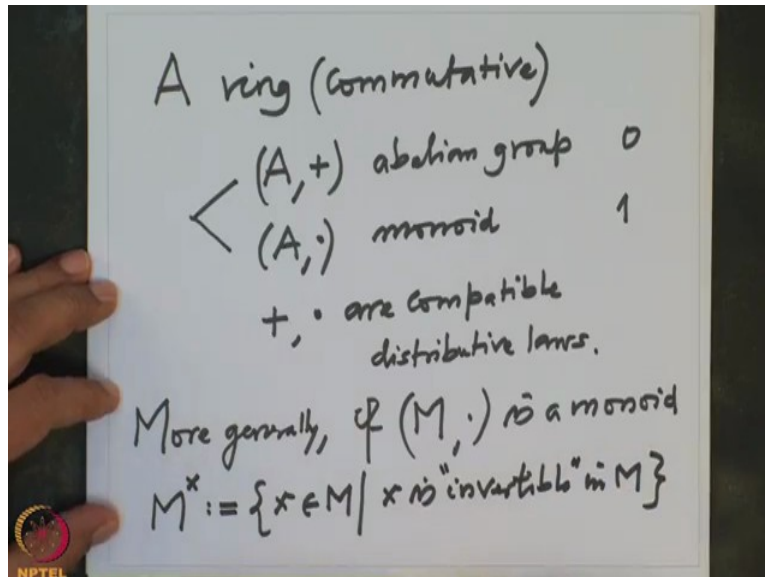 A ring (commutative)
(A,+) abelian group 0
(A,·) monoid 1
+,· are compatible
distributive laws.
More generally, if (M,·) is a monoid
M^× := {x ∈ M | x is "invertible" in M}
NPTEL